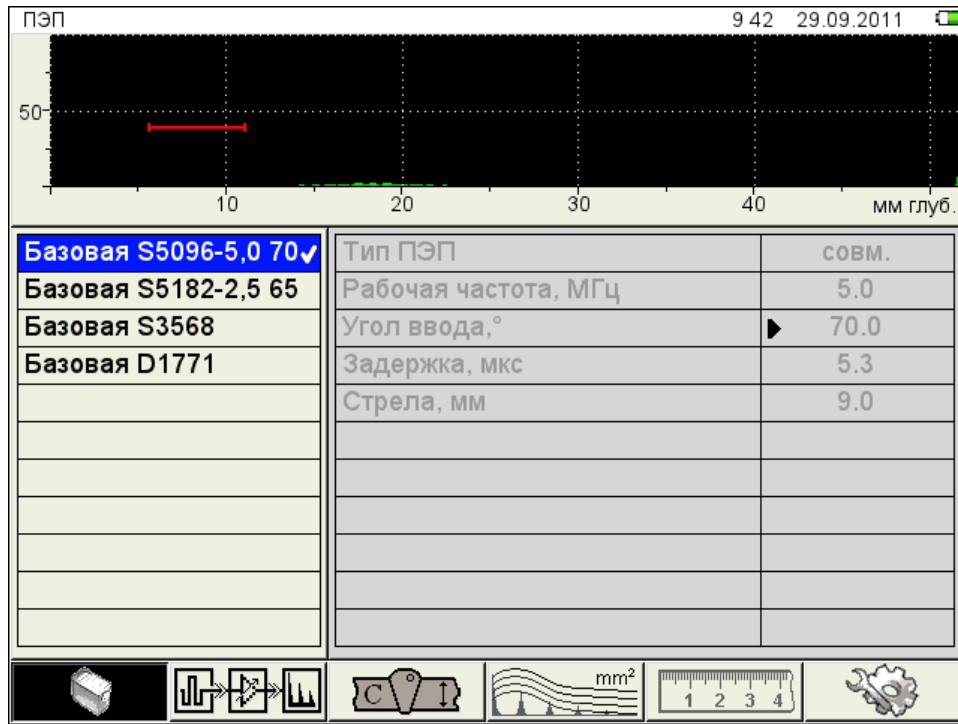 ПЭП 9 42 29.09.2011
50
10 20 30 40 мм глуб.
Базовая S5096-5,0 70
Базовая S5182-2,5 65
Базовая S3568
Базовая D1771
Тип ПЭП совм.
Рабочая частота, МГц 5.0
Угол ввода,° 70.0
Задержка, мкс 5.3
Стрела, мм 9.0
C mm² 1 2 3 4